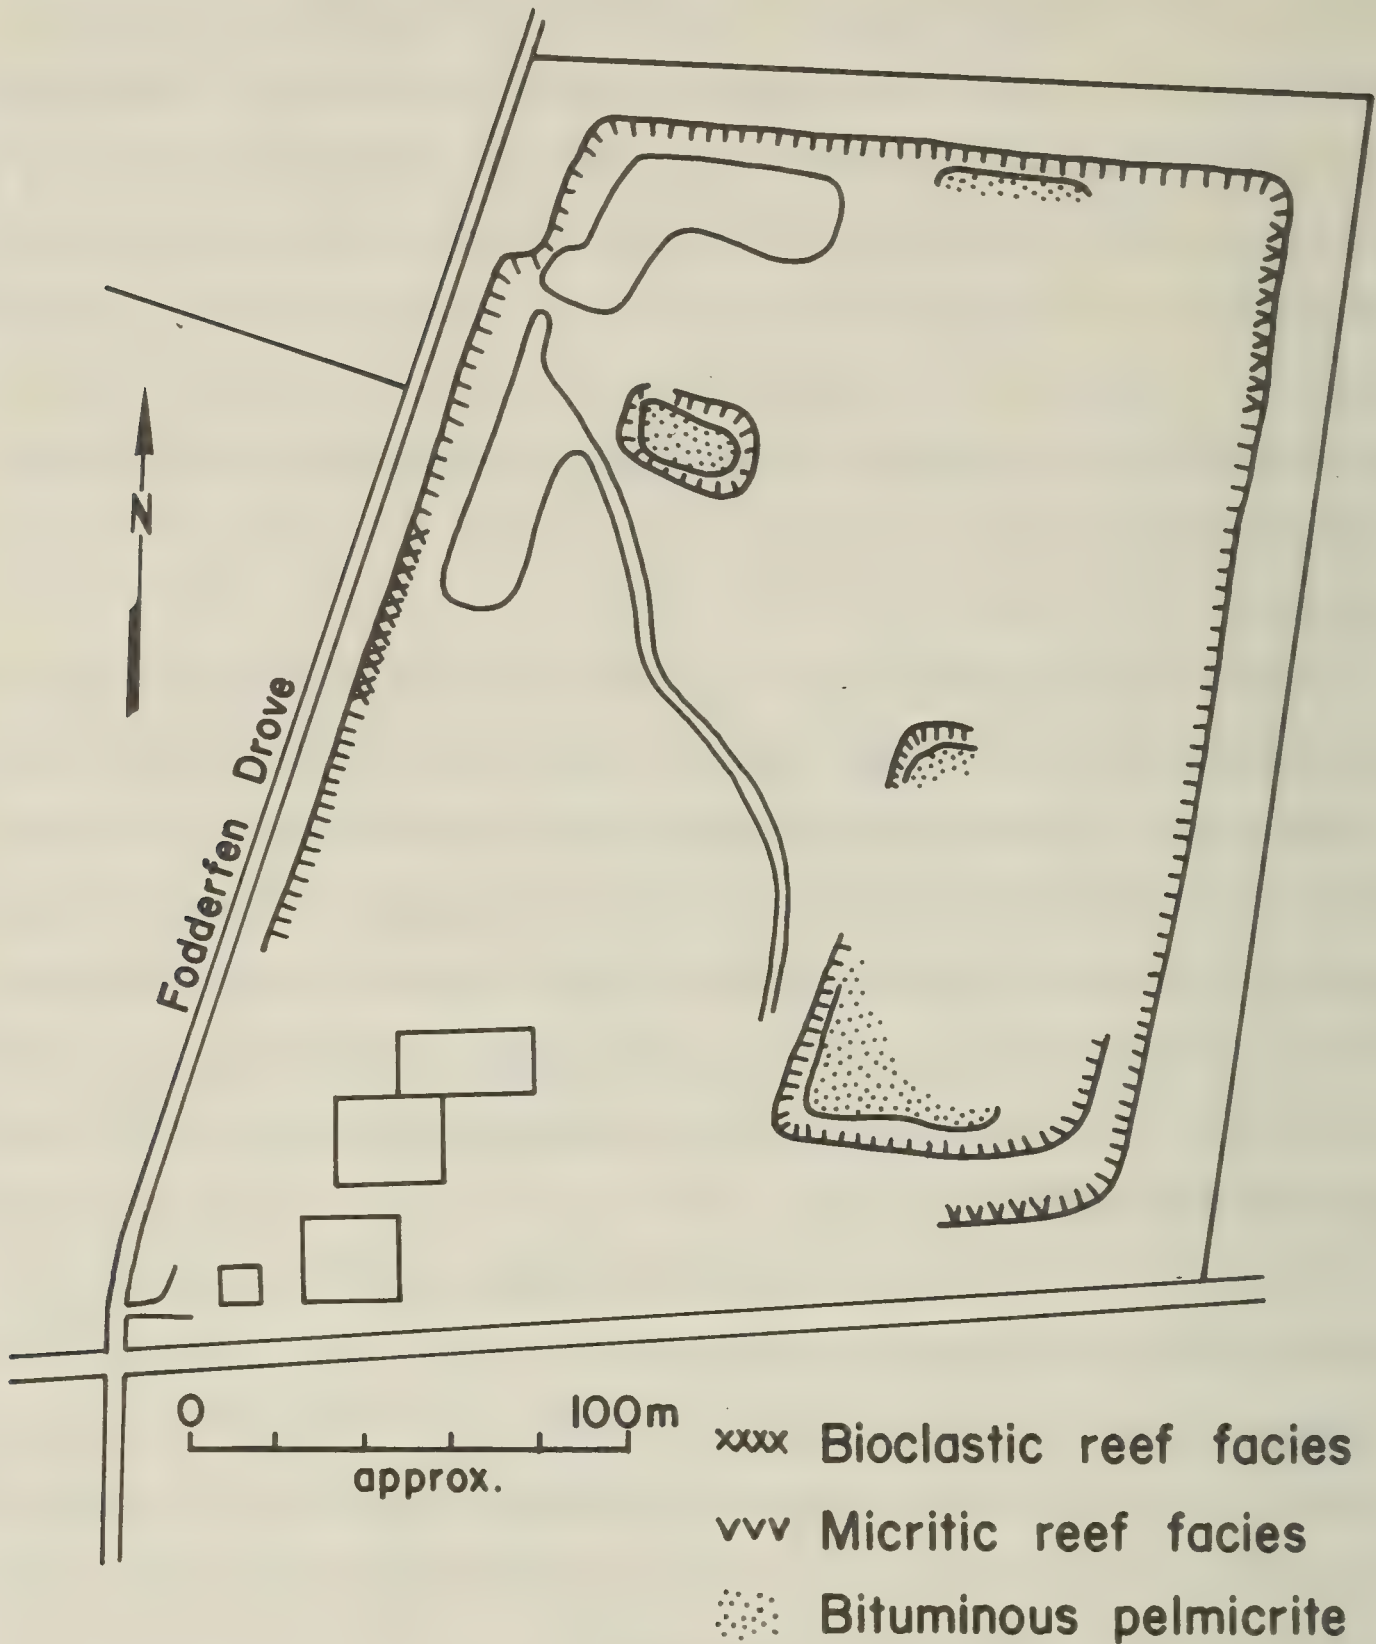 N
Fodderfen Drove
0 100m
approx.
xxxx Bioclastic reef facies
vvv Micritic reef facies
Bituminous pelmicrite